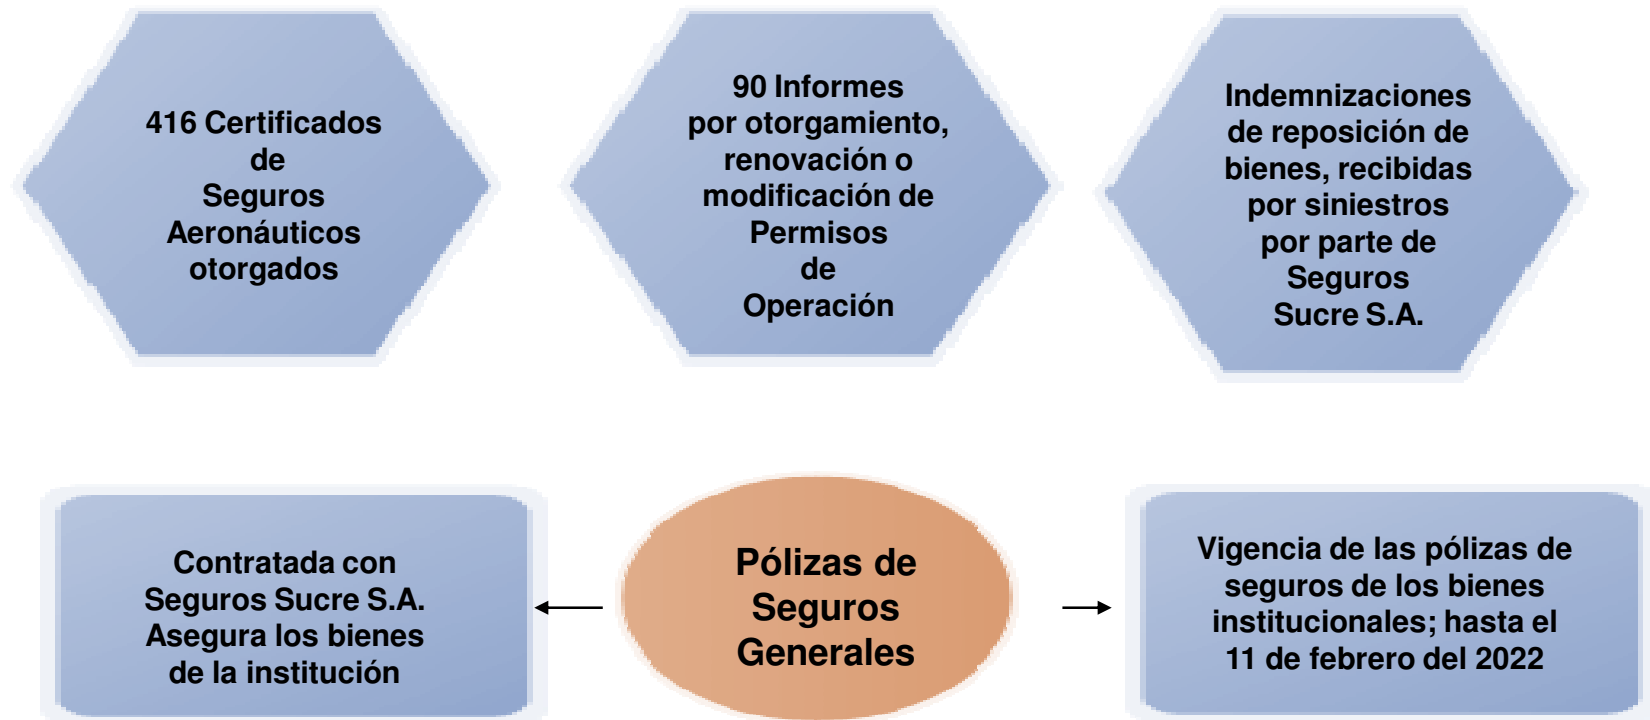 416 Certificados
de
Seguros
Aeronáuticos
otorgados
90 Informes
por otorgamiento,
renovación o
modificación de
Permisos
de
Operación
Indemnizaciones
de reposición de
bienes, recibidas
por siniestros
por parte de
Seguros
Sucre S.A.
Contratada con
Seguros Sucre S.A.
Asegura los bienes
de la institución
Pólizas de
Seguros
Generales
Vigencia de las pólizas de
seguros de los bienes
institucionales; hasta el
11 de febrero del 2022